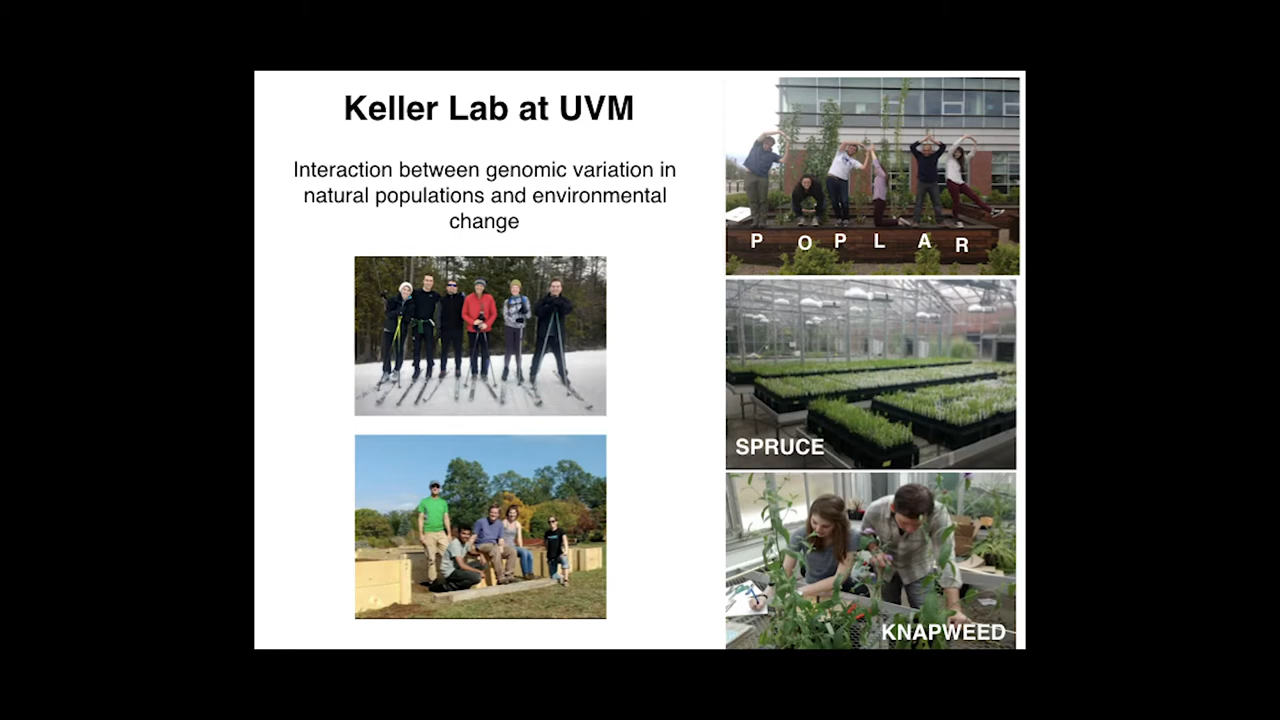 Keller Lab at UVM
Interaction between genomic variation in
natural populations and environmental
change
P O P L A R
SPRUCE
KNAPWEED